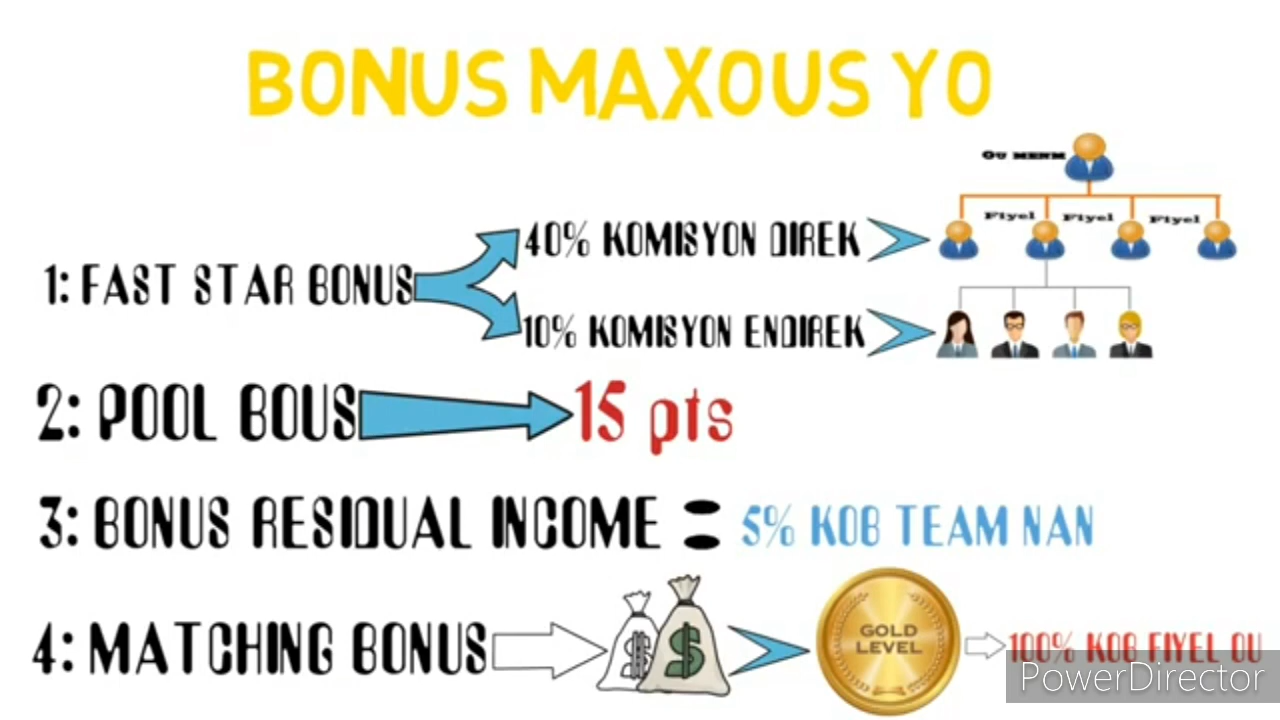 BONUS MAXOUS YO
OU MENM
Fiyel Fiyel Fiyel
1: FAST STAR BONUS
40% KOMISYON DIREK
10% KOMISYON ENDIREK
2: POOL BOUS 15 pts
3: BONUS RESIDUAL INCOME = 5% KOB TEAM NAN
4: MATCHING BONUS
$ $
GOLD
LEVEL
100% KOB FIYEL OU
PowerDirector